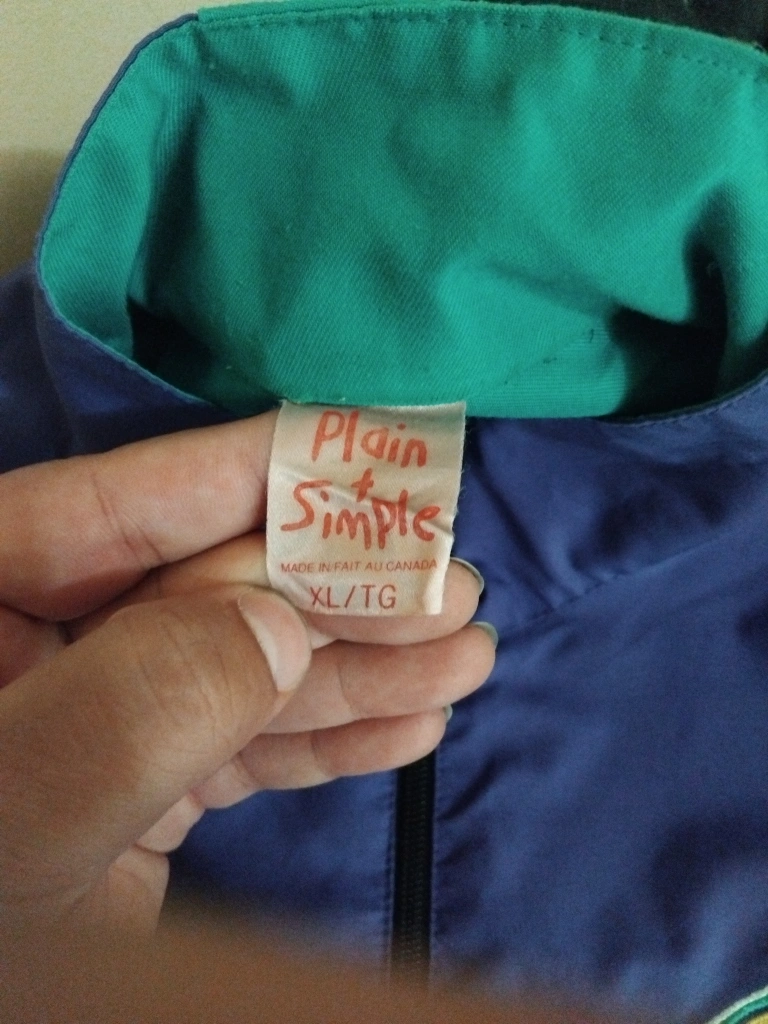 Plain
+
Simple
MADE IN FAIT AU CANADA
XL/TG